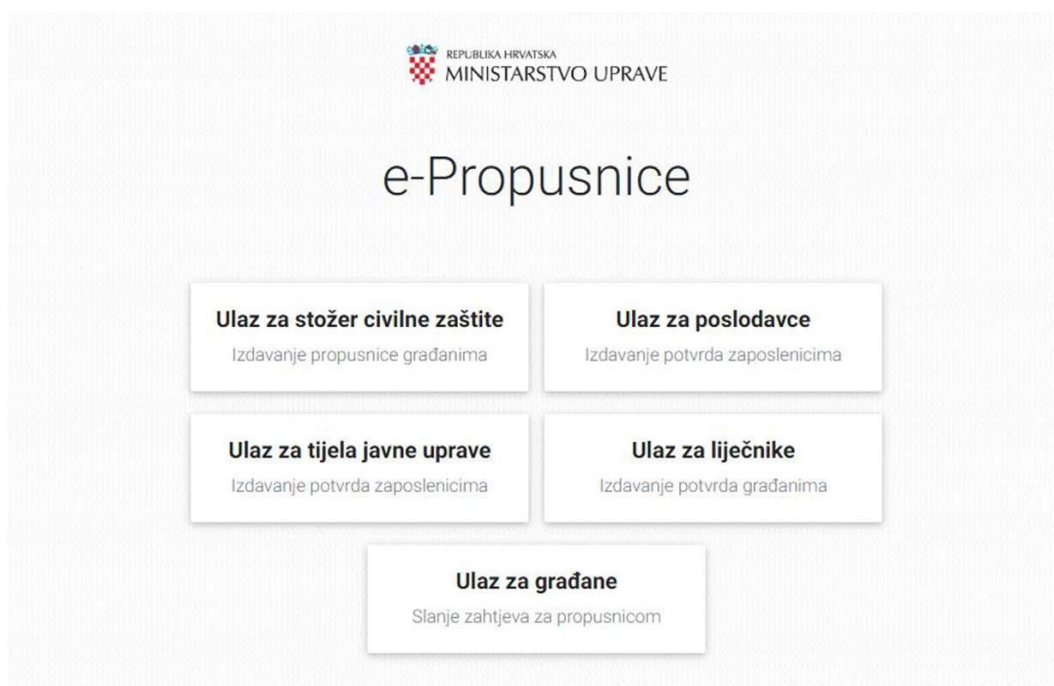 REPUBLIKA HRVATSKA
MINISTARSTVO UPRAVE
e-Propusnice
Ulaz za stožer civilne zaštite
Izdavanje propusnice građanima
Ulaz za poslodavce
Izdavanje potvrda zaposlenicima
Ulaz za tijela javne uprave
Izdavanje potvrda zaposlenicima
Ulaz za liječnike
Izdavanje potvrda građanima
Ulaz za građane
Slanje zahtjeva za propusnicom